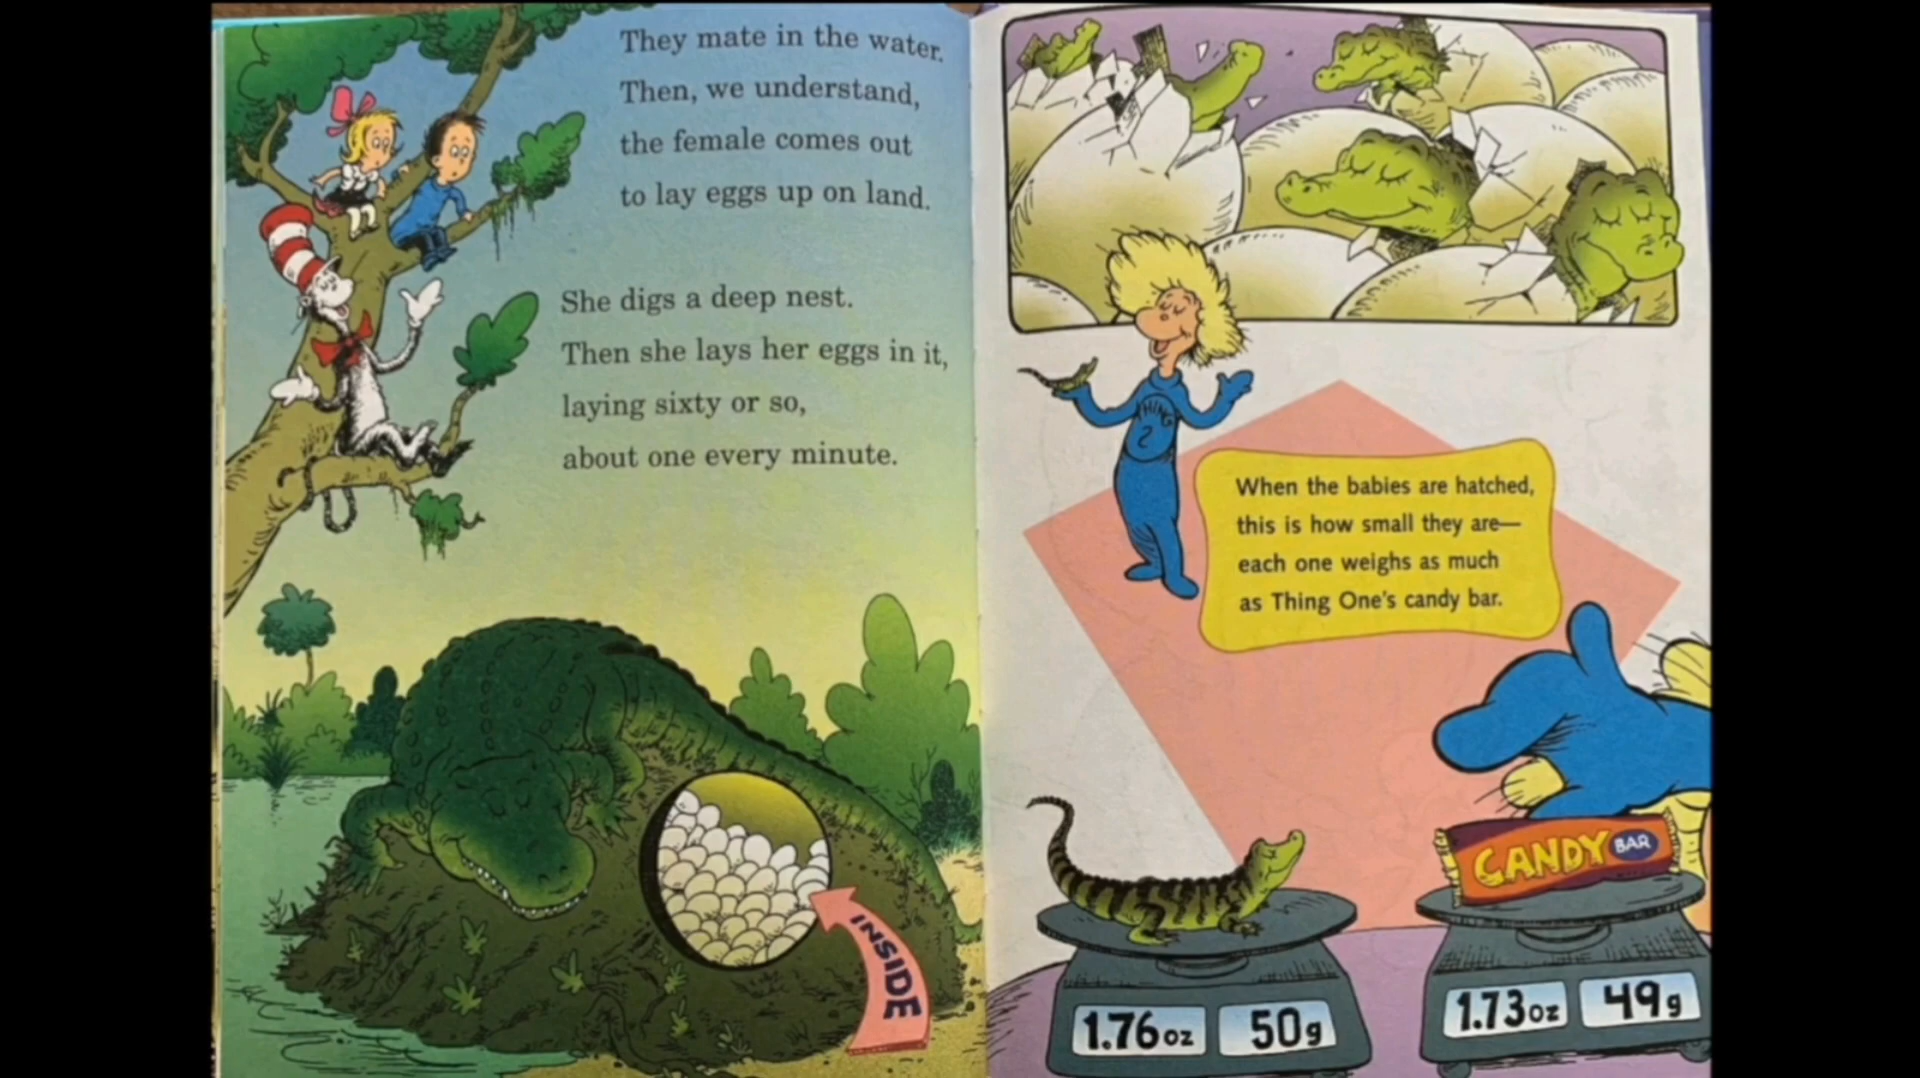 They mate in the water.
Then, we understand,
the female comes out
to lay eggs up on land.
She digs a deep nest.
Then she lays her eggs in it,
laying sixty or so,
about one every minute.
INSIDE
THING
2
When the babies are hatched,
this is how small they are—
each one weighs as much
as Thing One's candy bar.
CANDY BAR
1.76oz 50g
1.73oz 49g